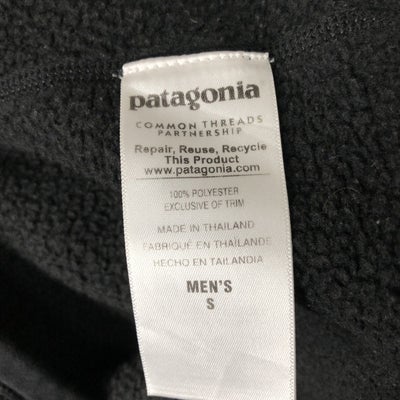 patagonia
COMMON THREADS
PARTNERSHIP
Repair, Reuse, Recycle
This Product
www.patagonia.com
100% POLYESTER
EXCLUSIVE OF TRIM
MADE IN THAILAND
FABRIQUÉ EN THAÏLANDE
HECHO EN TAILANDIA
MEN'S
S